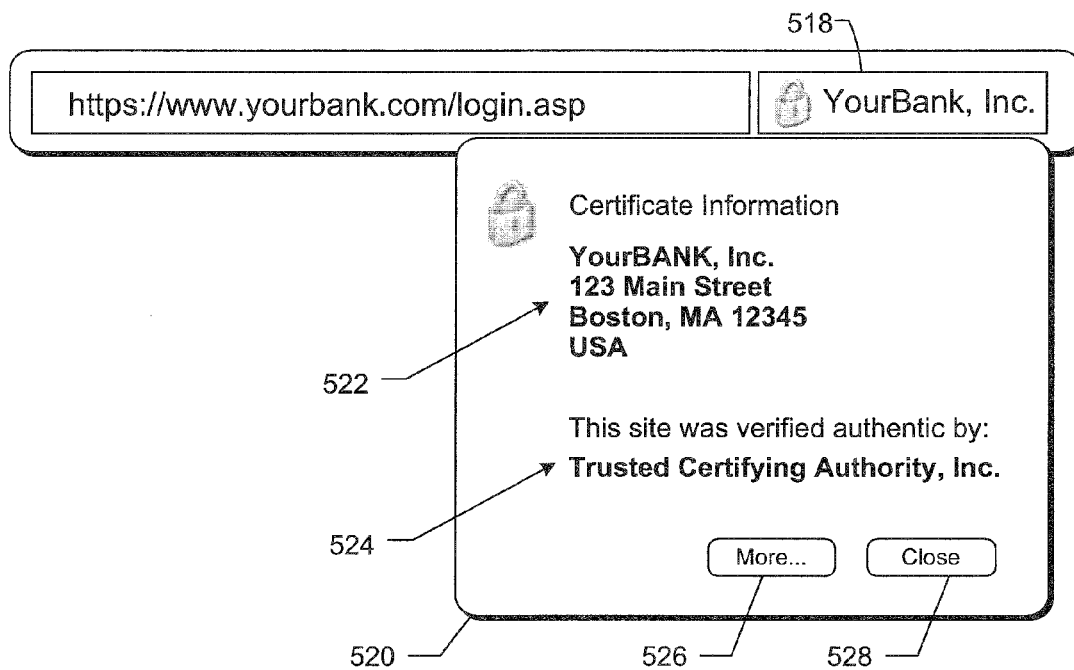 518
https://www.yourbank.com/login.asp
YourBank, Inc.
Certificate Information
YourBANK, Inc.
123 Main Street
Boston, MA 12345
USA
522
This site was verified authentic by:
Trusted Certifying Authority, Inc.
524
More...
Close
520
526
528